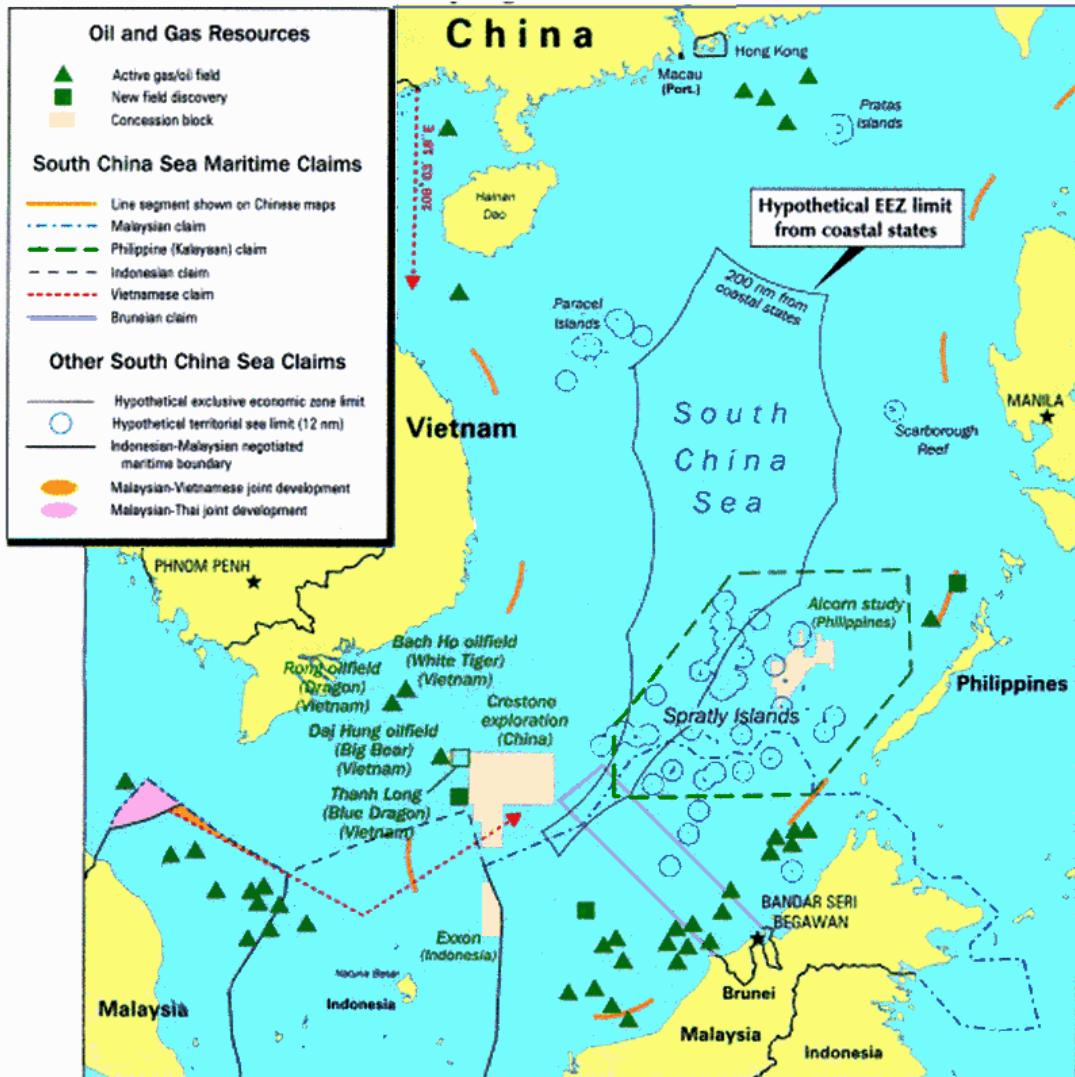 Oil and Gas Resources
Active gas/oil field
New field discovery
Concession block
South China Sea Maritime Claims
Line segment shown on Chinese maps
Malaysian claim
Philippine (Kalayaan) claim
Indonesian claim
Vietnamese claim
Bruneian claim
Other South China Sea Claims
Hypothetical exclusive economic zone limit
Hypothetical territorial sea limit (12 nm)
Indonesian-Malaysian negotiated
maritime boundary
Malaysian-Vietnamese joint development
Malaysian-Thai joint development
China
Hong Kong
Macau
(Port.)
Pratas
Islands
108° 03' 18" E
Hainan
Dao
Hypothetical EEZ limit
from coastal states
200 nm from
coastal states
Paracel
Islands
Vietnam
South
China
Sea
MANILA
Scarborough
Reef
PHNOM PENH
Alcorn study
(Philippines)
Bach Ho oilfield
(White Tiger)
(Vietnam)
Rong oilfield
(Dragon)
(Vietnam)
Crestone
exploration
(China)
Philippines
Spratly Islands
Dai Hung oilfield
(Big Bear)
(Vietnam)
Thanh Long
(Blue Dragon)
(Vietnam)
BANDAR SERI
BEGAWAN
Exxon
(Indonesia)
Natuna Besar
Indonesia
Malaysia
Brunei
Malaysia
Indonesia